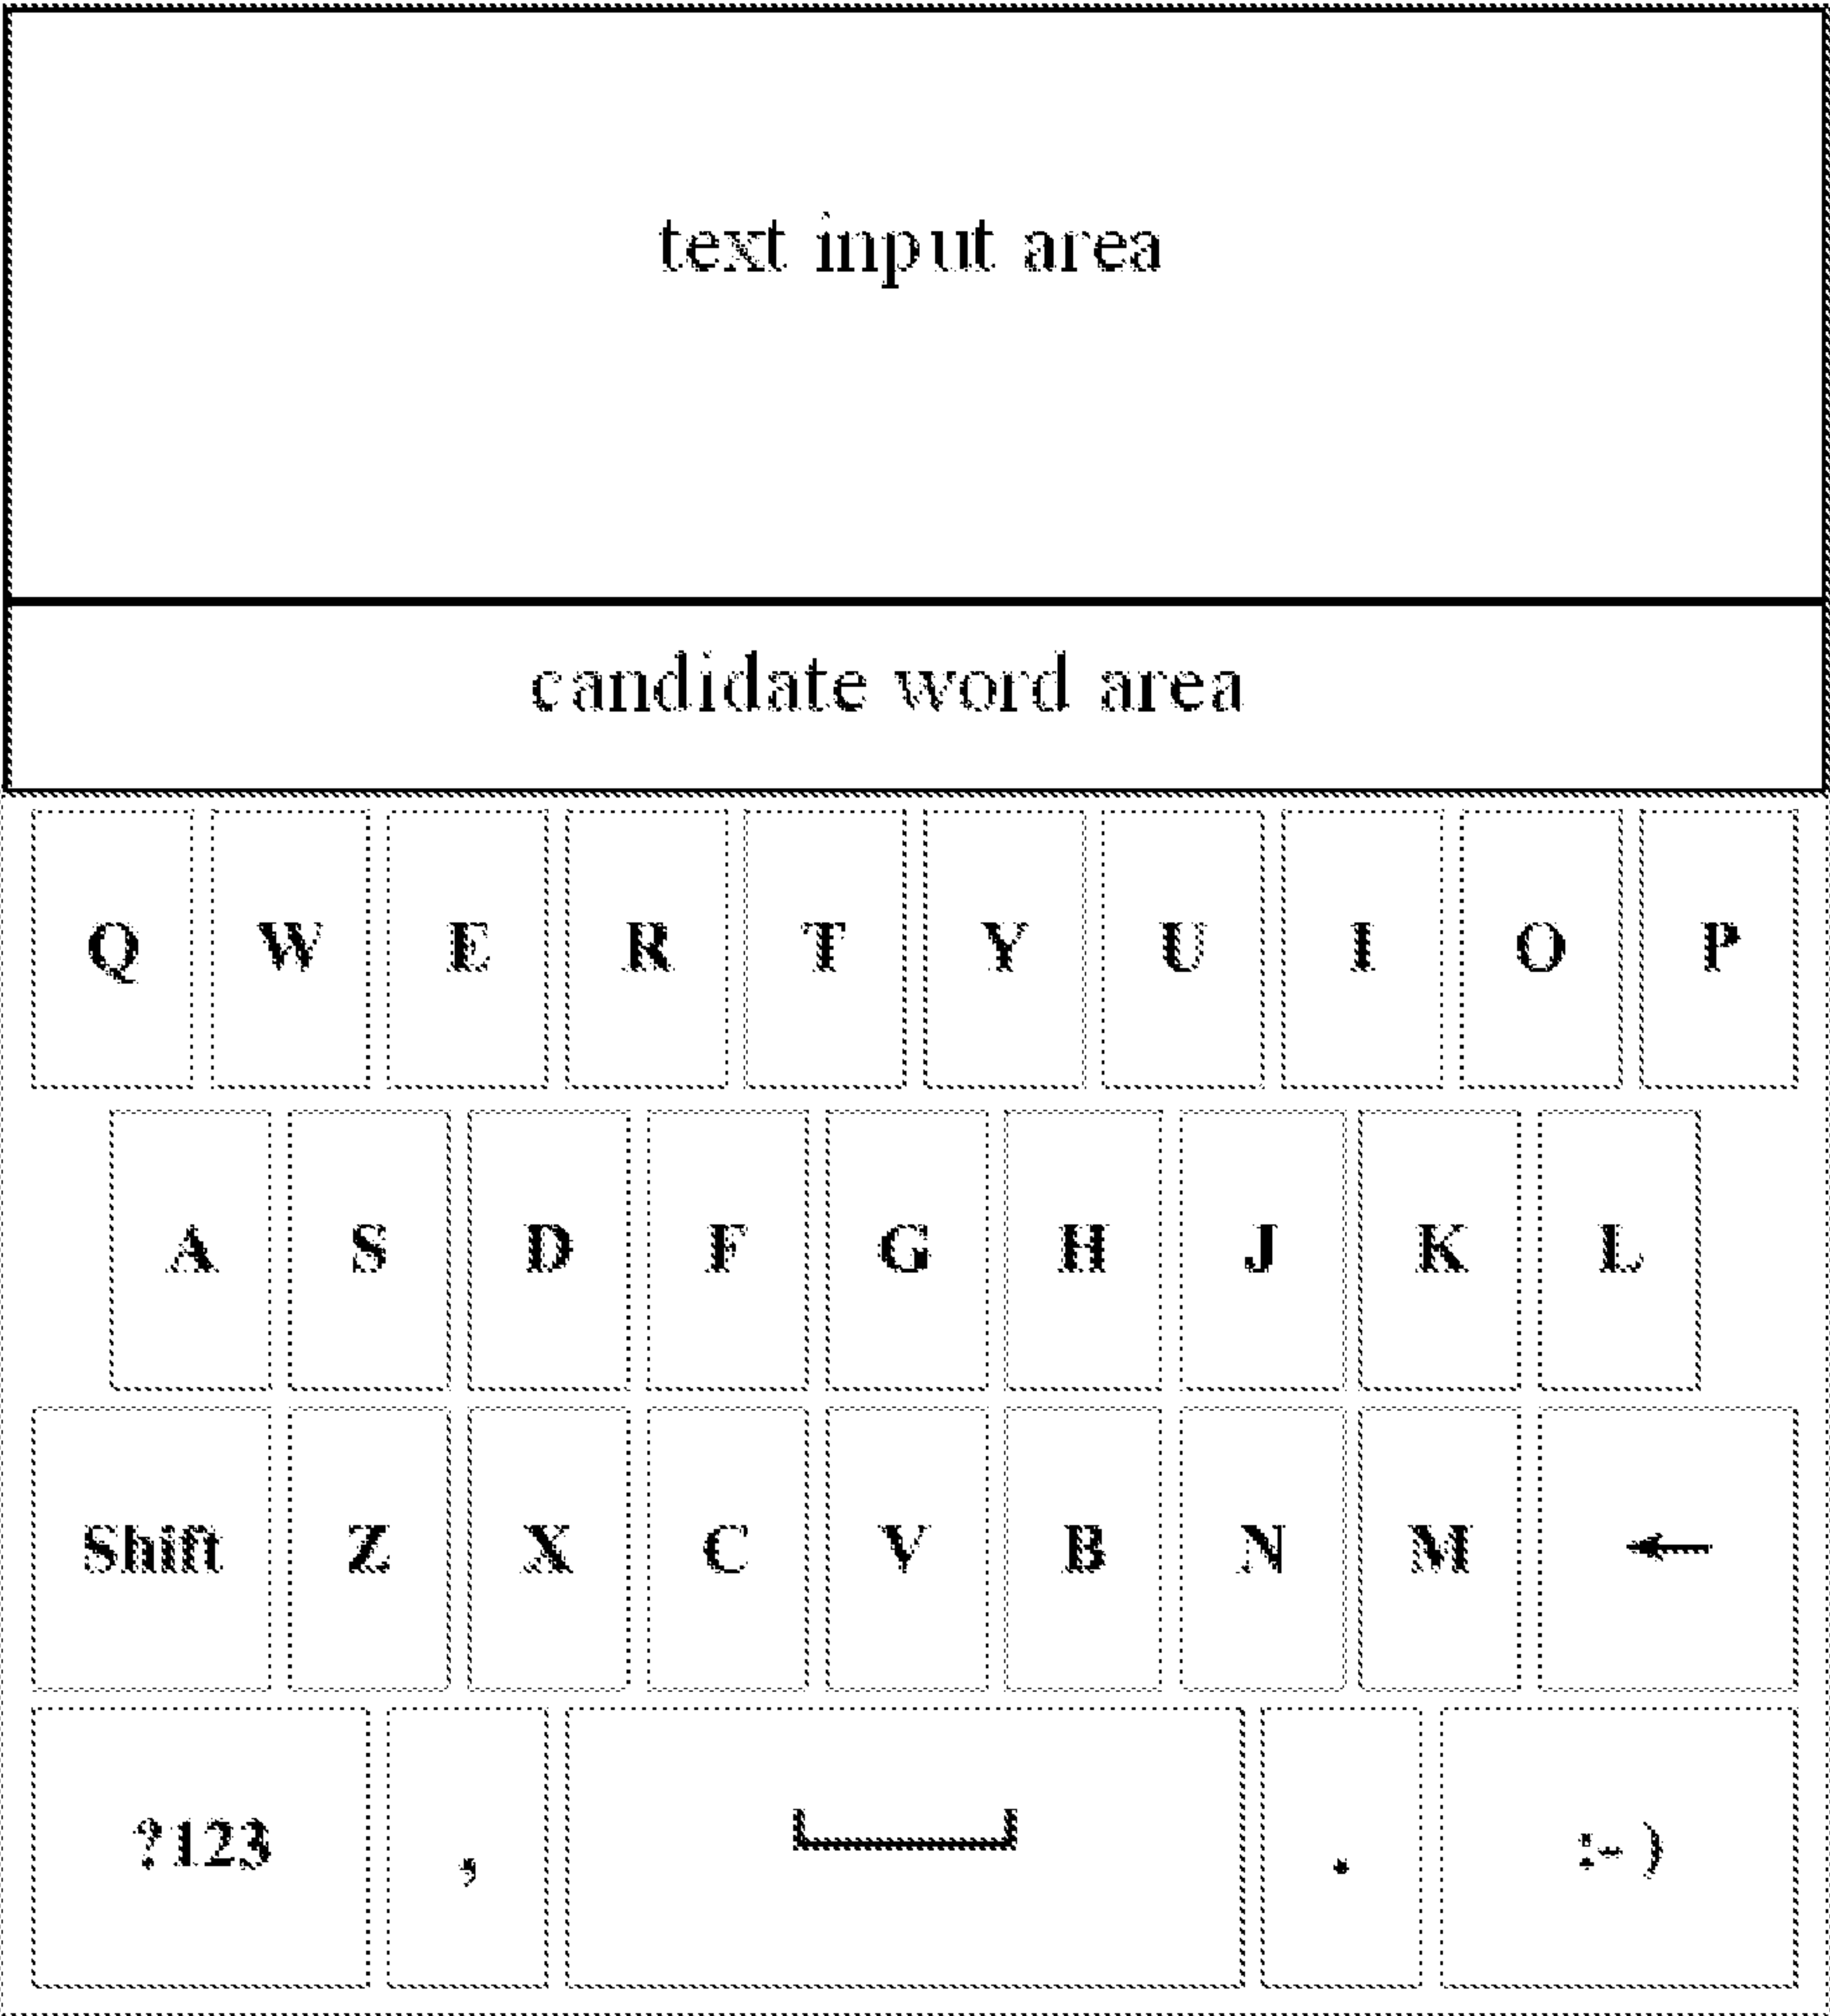 text input area
candidate word area
Q W E R T Y U I O P
A S D F G H J K L
Shift Z X C V B N M ←
?123 , . :-)